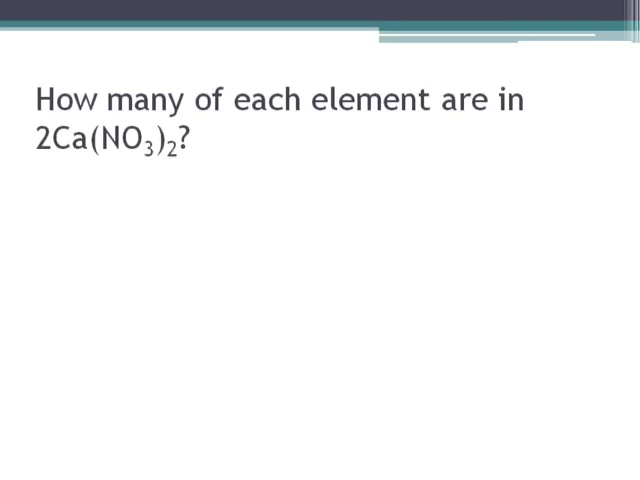 How many of each element are in
2Ca(NO₃)₂?